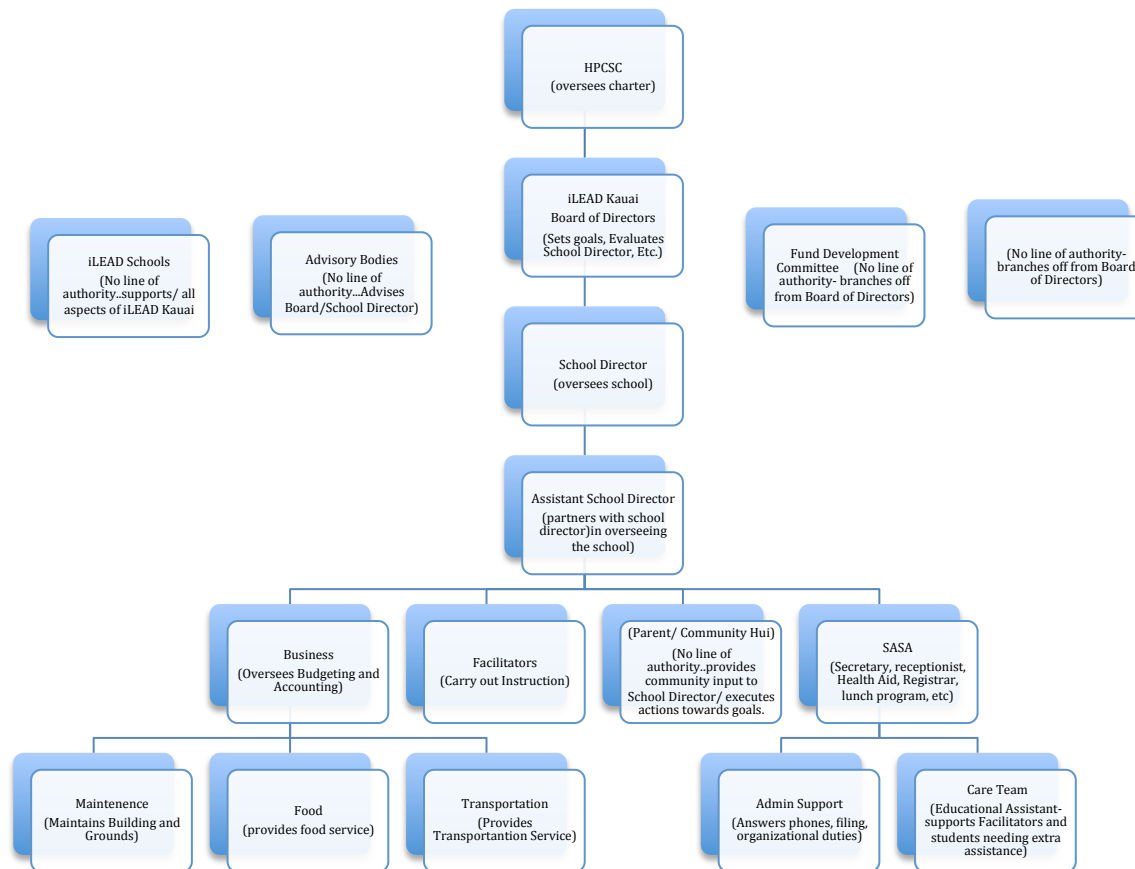 HPCSC
(oversees charter)
iLEAD Kauai
Board of Directors
(Sets goals, Evaluates
School Director, Etc.)
iLEAD Schools
(No line of
authority..supports/ all
aspects of iLEAD Kauai
Advisory Bodies
(No line of
authority...Advises
Board/School Director)
Fund Development
Committee (No line of
authority- branches off
from Board of Directors)
(No line of authority-
branches off from Board
of Directors)
School Director
(oversees school)
Assistant School Director
(partners with school
director)in overseeing
the school)
Business
(Oversees Budgeting and
Accounting)
Facilitators
(Carry out Instruction)
(Parent/ Community Hui)
(No line of
authority..provides
community input to
School Director/ executes
actions towards goals.
SASA
(Secretary, receptionist,
Health Aid, Registrar,
lunch program, etc)
Maintenence
(Maintains Building and
Grounds)
Food
(provides food service)
Transportation
(Provides
Transportantion Service)
Admin Support
(Answers phones, filing,
organizational duties)
Care Team
(Educational Assistant-
supports Facilitators and
students needing extra
assistance)